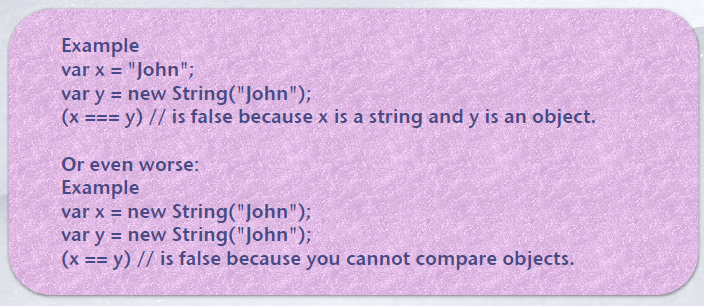 Example
var x = "John";
var y = new String("John");
(x === y) // is false because x is a string and y is an object.
Or even worse:
Example
var x = new String("John");
var y = new String("John");
(x == y) // is false because you cannot compare objects.